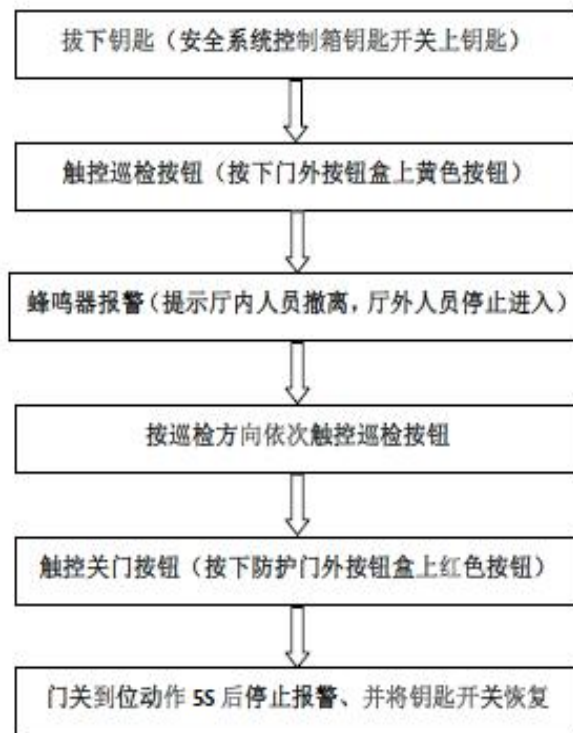 拔下钥匙（安全系统控制箱钥匙开关上钥匙）
触控巡检按钮（按下门外按钮盒上黄色按钮）
蜂鸣器报警（提示厅内人员撤离，厅外人员停止进入）
按巡检方向依次触控巡检按钮
触控关门按钮（按下防护门外按钮盒上红色按钮）
门关到位动作 5S 后停止报警、并将钥匙开关恢复